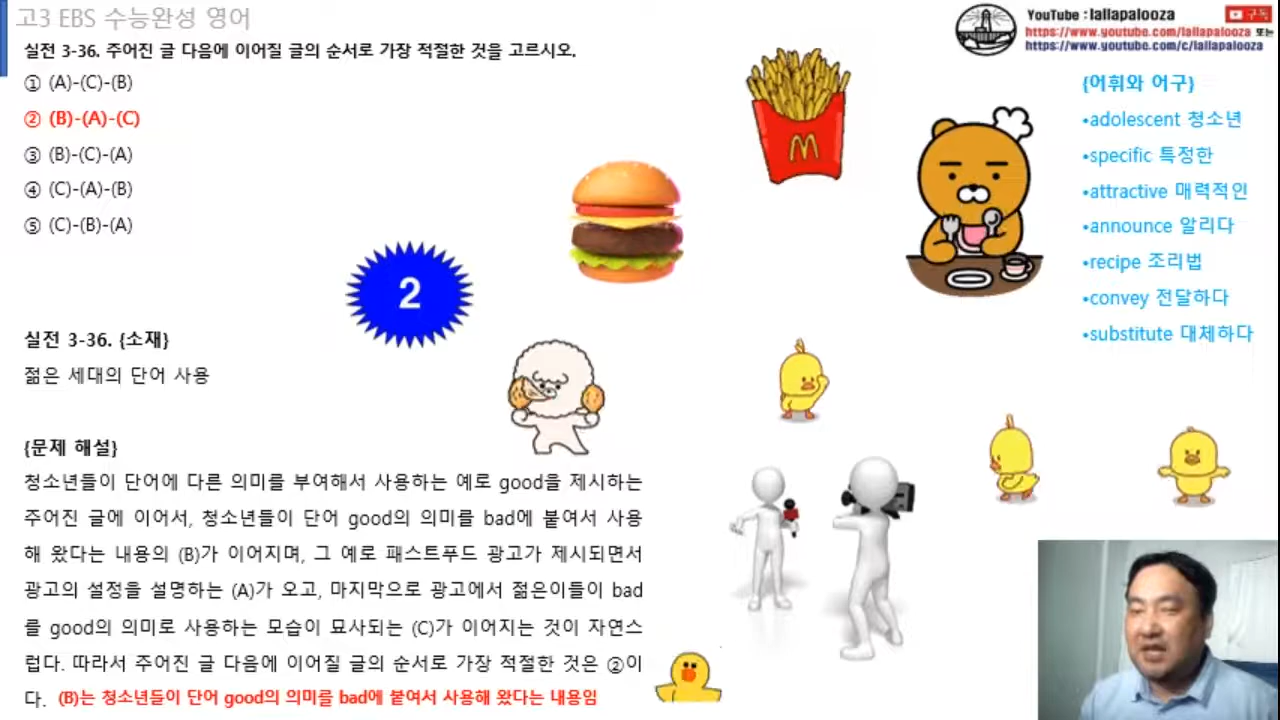 고3 EBS 수능완성 영어
YouTube : lallapalooza
구독
https://www.youtube.com/lallapalooza 또는
https://www.youtube.com/c/lallapalooza
실전 3-36. 주어진 글 다음에 이어질 글의 순서로 가장 적절한 것을 고르시오.
① (A)-(C)-(B)
② (B)-(A)-(C)
③ (B)-(C)-(A)
④ (C)-(A)-(B)
⑤ (C)-(B)-(A)
{어휘와 어구}
•adolescent 청소년
•specific 특정한
•attractive 매력적인
•announce 알리다
•recipe 조리법
•convey 전달하다
•substitute 대체하다
2
실전 3-36. {소재}
젊은 세대의 단어 사용
{문제 해설}
청소년들이 단어에 다른 의미를 부여해서 사용하는 예로 good을 제시하는
주어진 글에 이어서, 청소년들이 단어 good의 의미를 bad에 붙여서 사용
해 왔다는 내용의 (B)가 이어지며, 그 예로 패스트푸드 광고가 제시되면서
광고의 설정을 설명하는 (A)가 오고, 마지막으로 광고에서 젊은이들이 bad
를 good의 의미로 사용하는 모습이 묘사되는 (C)가 이어지는 것이 자연스
럽다. 따라서 주어진 글 다음에 이어질 글의 순서로 가장 적절한 것은 ②이
다. (B)는 청소년들이 단어 good의 의미를 bad에 붙여서 사용해 왔다는 내용임